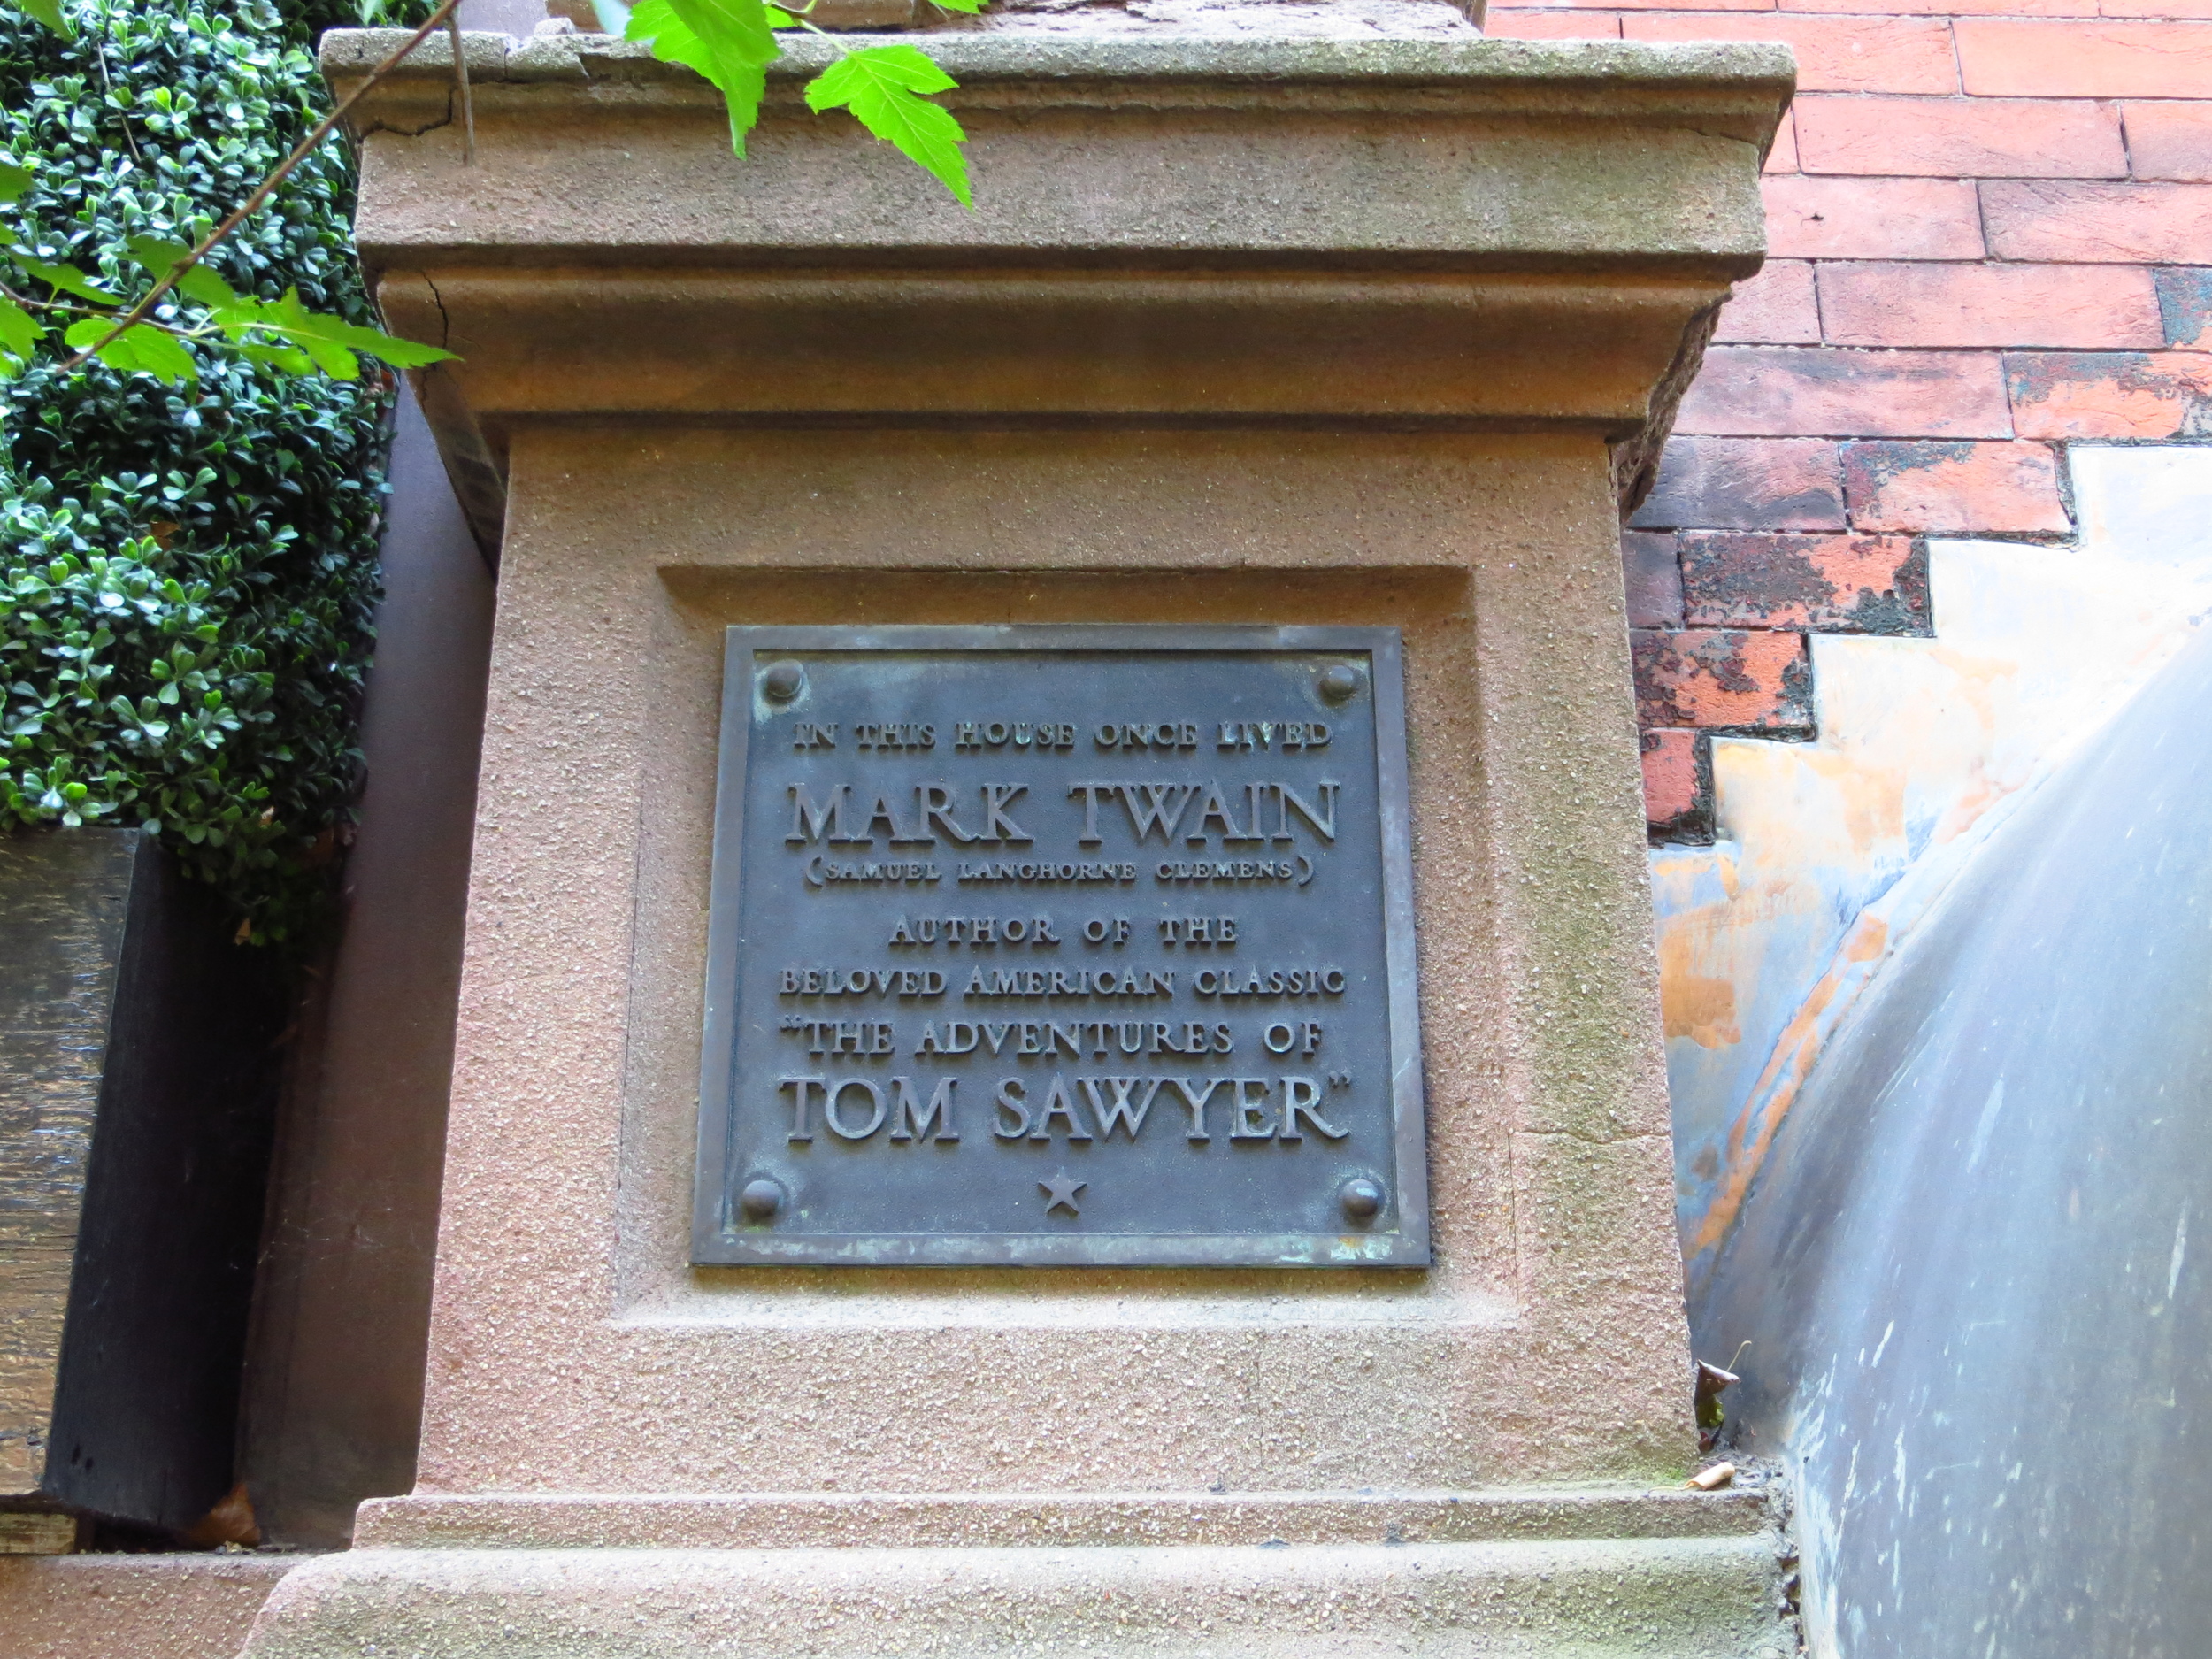 IN THIS HOUSE ONCE LIVED
MARK TWAIN
(SAMUEL LANGHORNE CLEMENS)
AUTHOR OF THE
BELOVED AMERICAN CLASSIC
"THE ADVENTURES OF
TOM SAWYER"